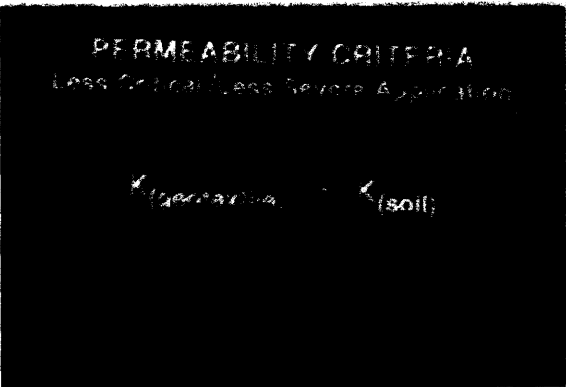 PERMEABILITY CRITERIA
Less Critical/Less Severe Application
K(geotextile) K(soil)